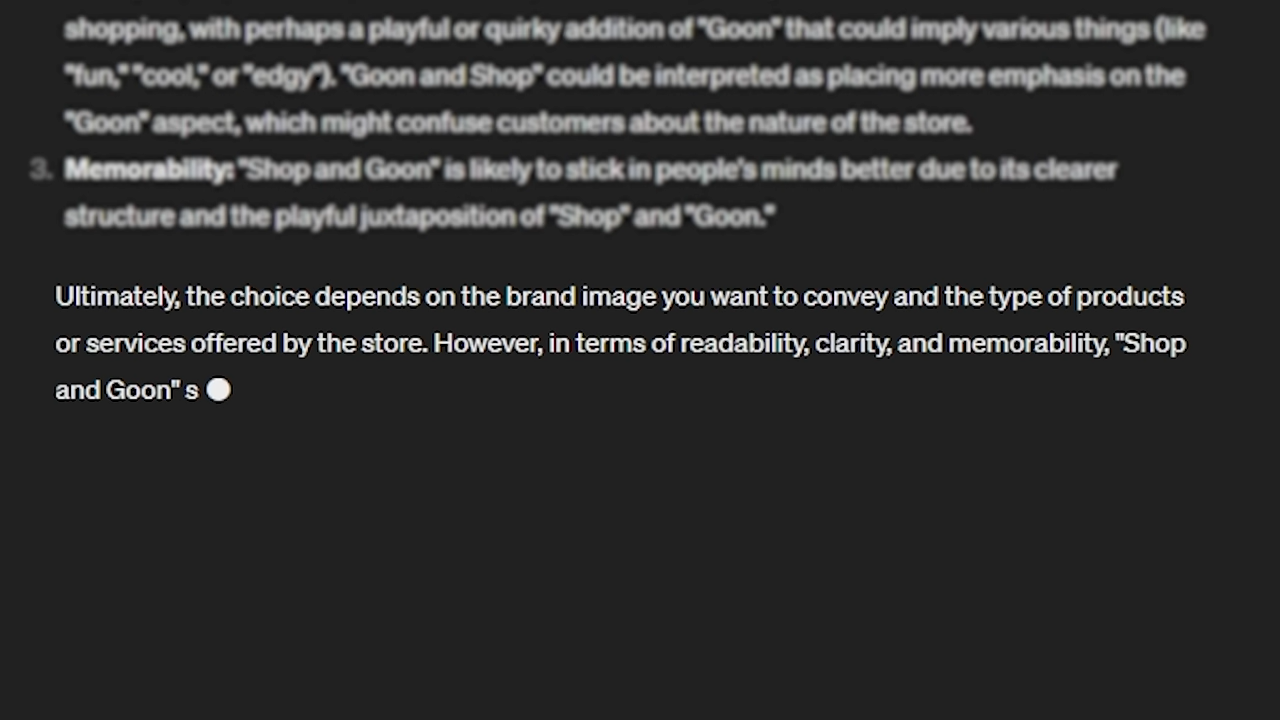 shopping, with perhaps a playful or quirky addition of "Goon" that could imply various things (like
"fun," "cool," or "edgy"). "Goon and Shop" could be interpreted as placing more emphasis on the
"Goon" aspect, which might confuse customers about the nature of the store.
3. Memorability: "Shop and Goon" is likely to stick in people's minds better due to its clearer
structure and the playful juxtaposition of "Shop" and "Goon."
Ultimately, the choice depends on the brand image you want to convey and the type of products
or services offered by the store. However, in terms of readability, clarity, and memorability, "Shop
and Goon" s